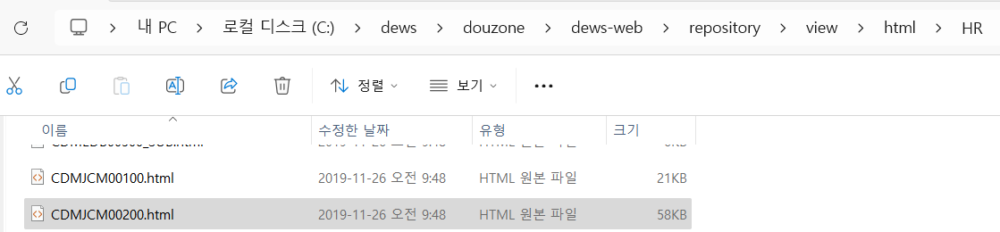 내 PC > 로컬 디스크 (C:) > dews > douzone > dews-web > repository > view > html > HR
정렬 보기
이름 수정한 날짜 유형 크기
CDMJCM00100.html 2019-11-26 오전 9:48 HTML 원본 파일 21KB
CDMJCM00200.html 2019-11-26 오전 9:48 HTML 원본 파일 58KB